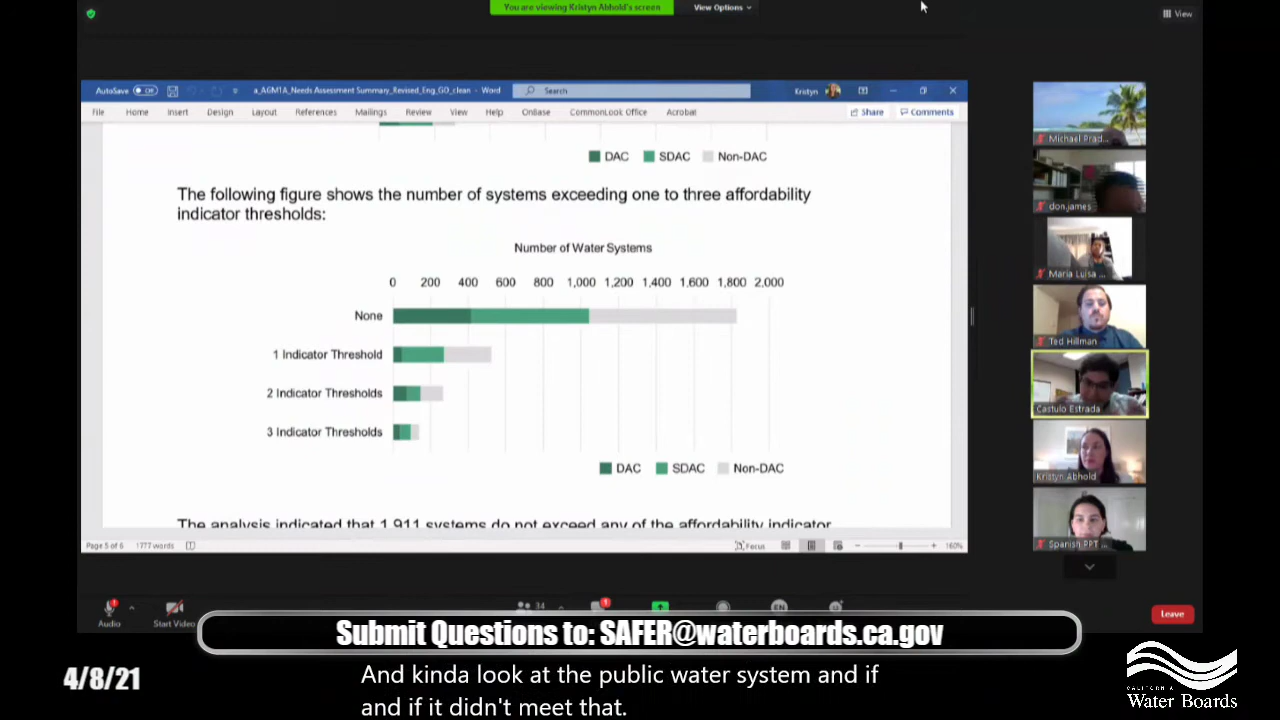 You are viewing Kristyn Abhold's screen
View Options
View
AutoSave Off
a_AGM1A_Needs Assessment Summary_Revised_Eng_GO_clean - Word
Search
Kristyn
File Home Insert Design Layout References Mailings Review View Help OnBase CommonLook Office Acrobat
Share Comments
DAC SDAC Non-DAC
The following figure shows the number of systems exceeding one to three affordability
indicator thresholds:
Number of Water Systems
0 200 400 600 800 1,000 1,200 1,400 1,600 1,800 2,000
None
1 Indicator Threshold
2 Indicator Thresholds
3 Indicator Thresholds
DAC SDAC Non-DAC
The analysis indicated that 1,911 systems do not exceed any of the affordability indicator
Page 5 of 6 1777 words
Focus
160%
Michael Prad...
don.james
Maria Luisa ...
Ted Hillman
Castulo Estrada
Kristyn Abhold
Spanish PPT ...
1
34
1
EN
Audio
Start Video
Leave
Submit Questions to: SAFER@waterboards.ca.gov
4/8/21
And kinda look at the public water system and if
and if it didn't meet that.
CALIFORNIA
Water Boards